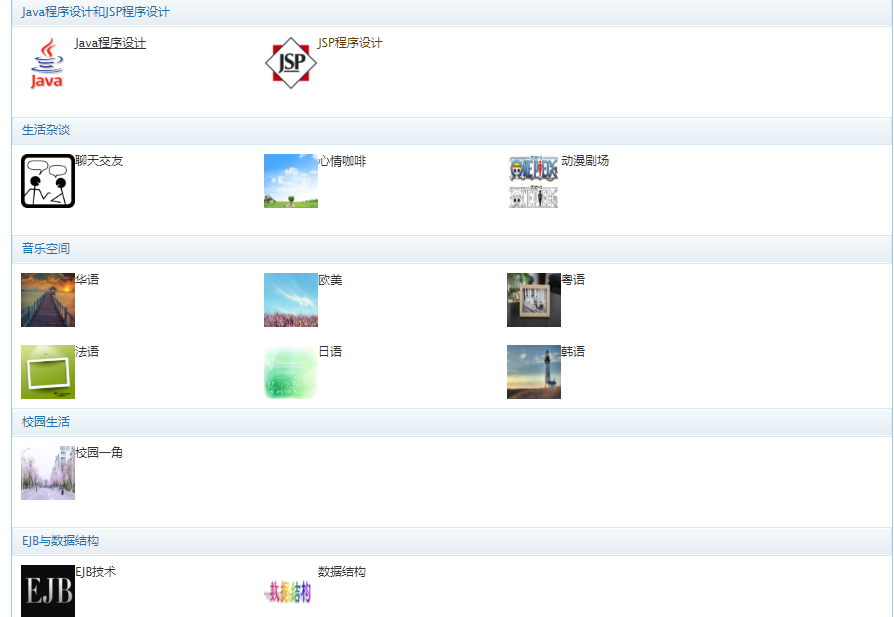 Java程序设计和JSP程序设计
Java程序设计
JSP程序设计
Java
JSP
生活杂谈
聊天交友
心情咖啡
动漫剧场
ONE PIECE
ONE PIECE
音乐空间
华语
欧美
粤语
法语
日语
韩语
校园生活
校园一角
EJB与数据结构
EJB技术
数据结构
EJB
数据结构